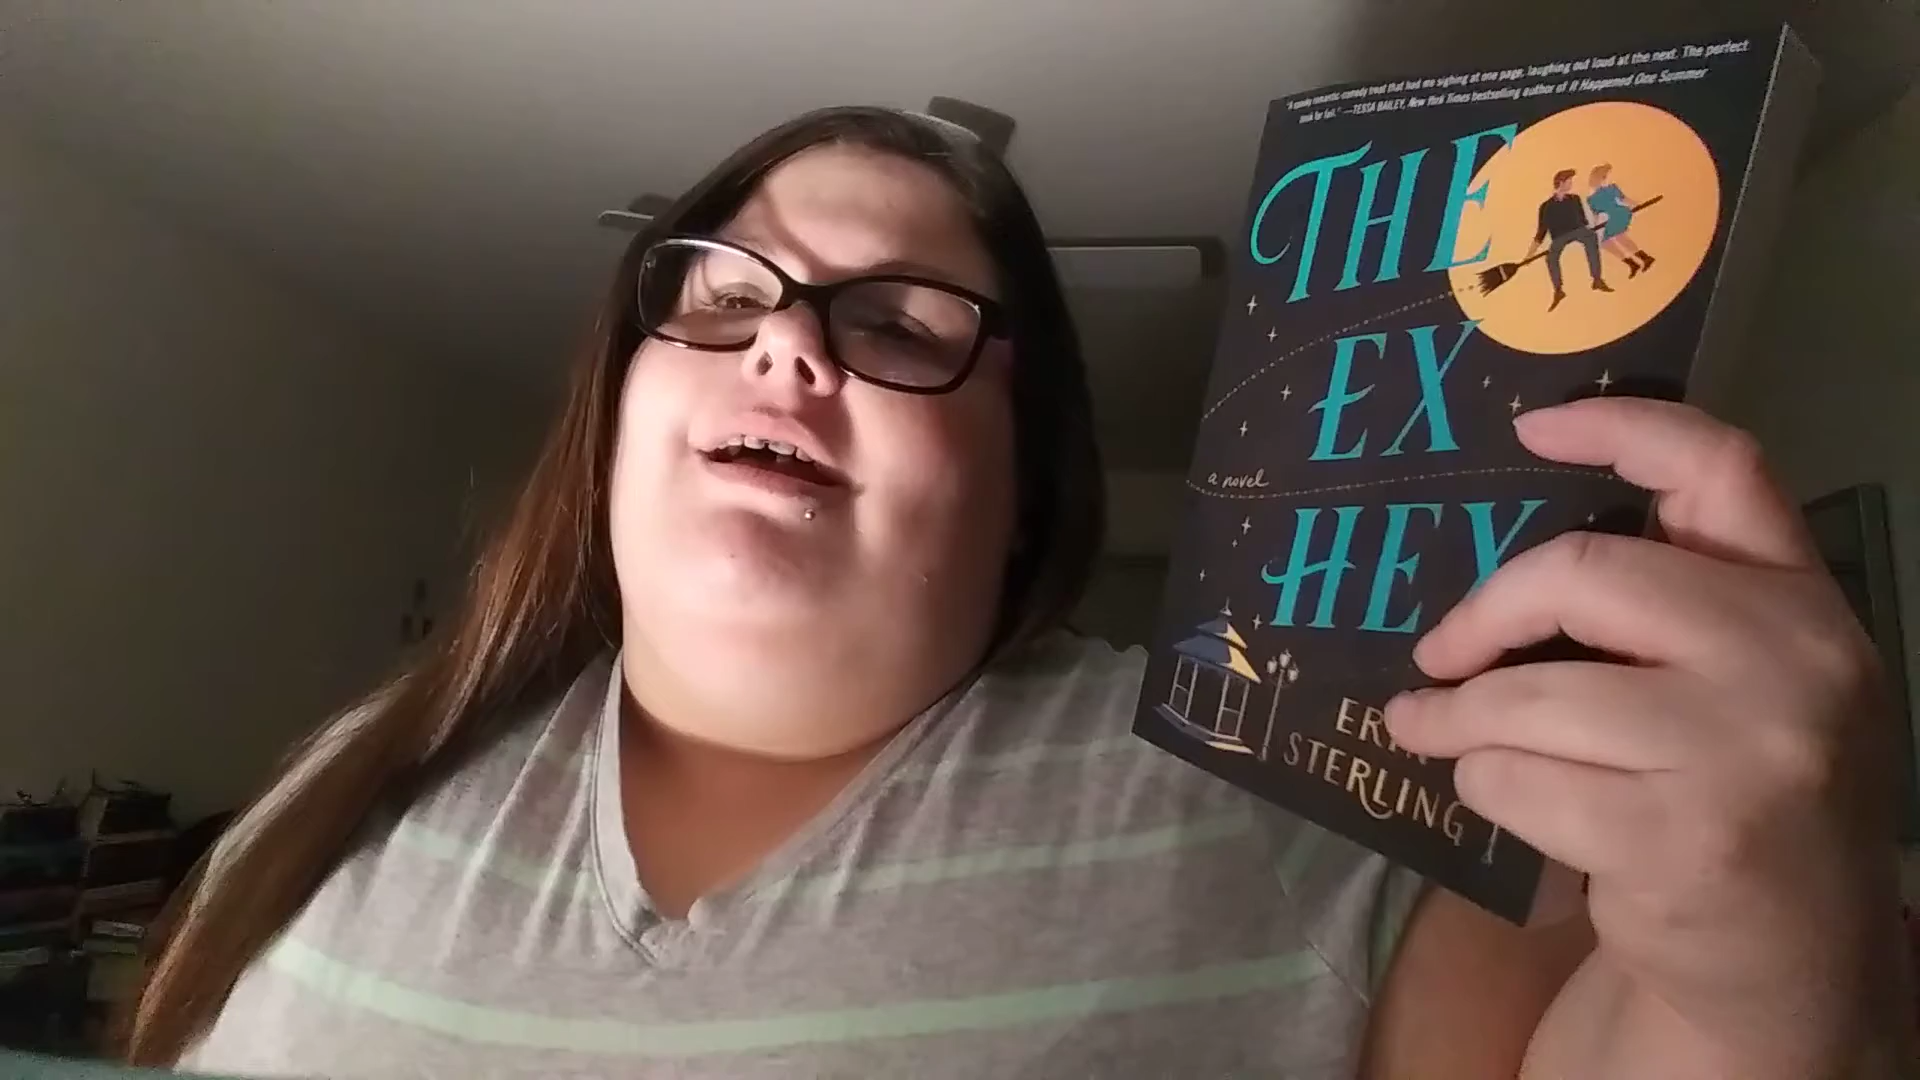 "A spooky romantic comedy treat that had me sighing at one page, laughing out loud at the next. The perfect
book for fall." —TESSA BAILEY, New York Times bestselling author of It Happened One Summer
THE
EX
a novel
HEX
ERIN
STERLING